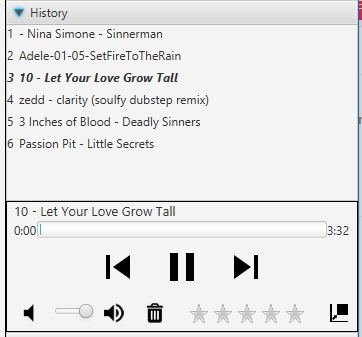 History
1 - Nina Simone - Sinnerman
2 Adele-01-05-SetFireToTheRain
3 10 - Let Your Love Grow Tall
4 zedd - clarity (soulfy dubstep remix)
5 3 Inches of Blood - Deadly Sinners
6 Passion Pit - Little Secrets
10 - Let Your Love Grow Tall
0:00 3:32